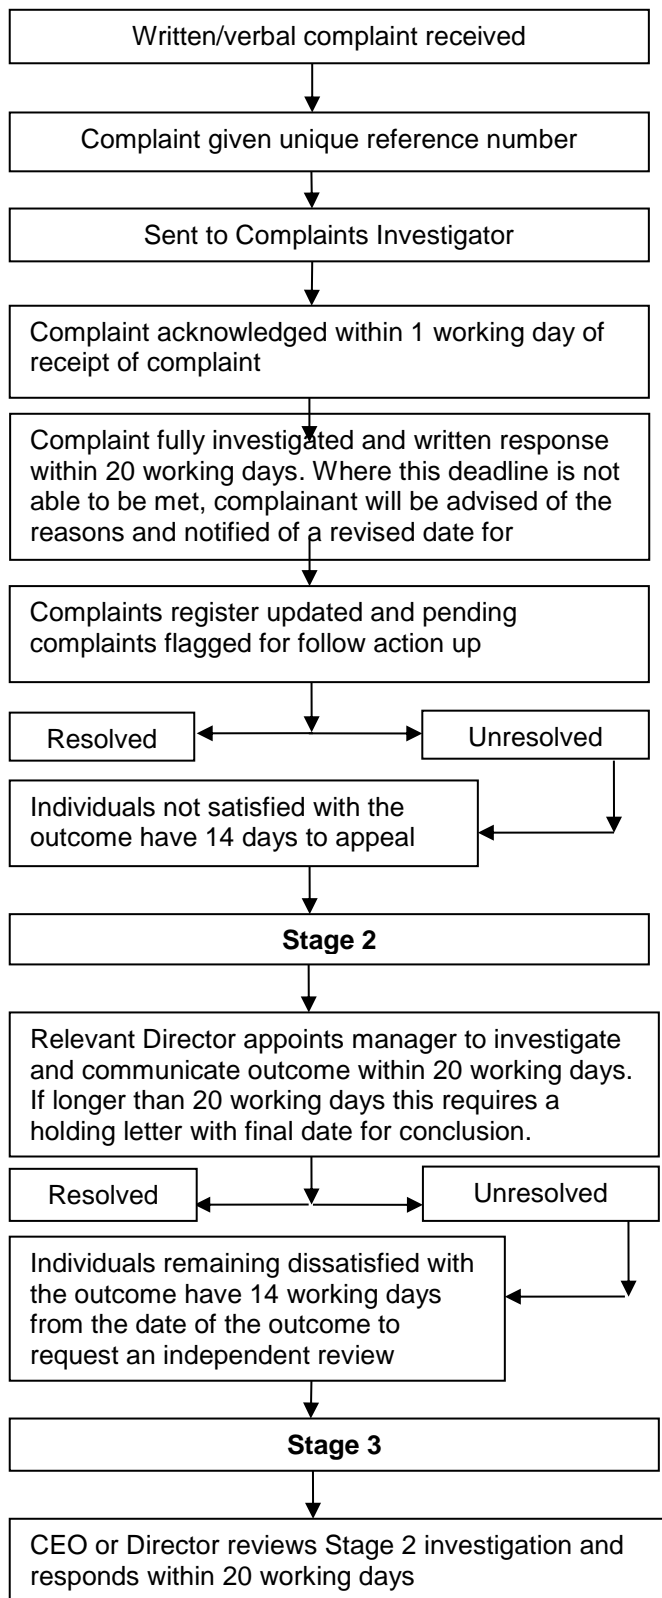 Written/verbal complaint received
Complaint given unique reference number
Sent to Complaints Investigator
Complaint acknowledged within 1 working day of
receipt of complaint
Complaint fully investigated and written response
within 20 working days. Where this deadline is not
able to be met, complainant will be advised of the
reasons and notified of a revised date for
Complaints register updated and pending
complaints flagged for follow action up
Resolved
Unresolved
Individuals not satisfied with the
outcome have 14 days to appeal
Stage 2
Relevant Director appoints manager to investigate
and communicate outcome within 20 working days.
If longer than 20 working days this requires a
holding letter with final date for conclusion.
Resolved
Unresolved
Individuals remaining dissatisfied with
the outcome have 14 working days
from the date of the outcome to
request an independent review
Stage 3
CEO or Director reviews Stage 2 investigation and
responds within 20 working days